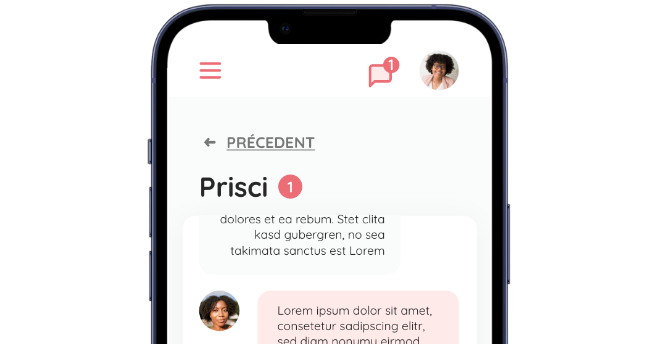 1
PRÉCEDENT
Prisci 1
dolores et ea rebum. Stet clita
kasd gubergren, no sea
takimata sanctus est Lorem
Lorem ipsum dolor sit amet,
consetetur sadipscing elitr,
sed diam nonumy eirmod